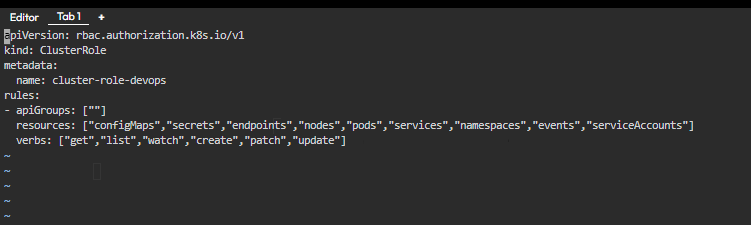 Editor Tab 1 +
apiVersion: rbac.authorization.k8s.io/v1
kind: ClusterRole
metadata:
  name: cluster-role-devops
rules:
- apiGroups: [""]
  resources: ["configMaps","secrets","endpoints","nodes","pods","services","namespaces","events","serviceAccounts"]
  verbs: ["get","list","watch","create","patch","update"]
~
~
~
~
~